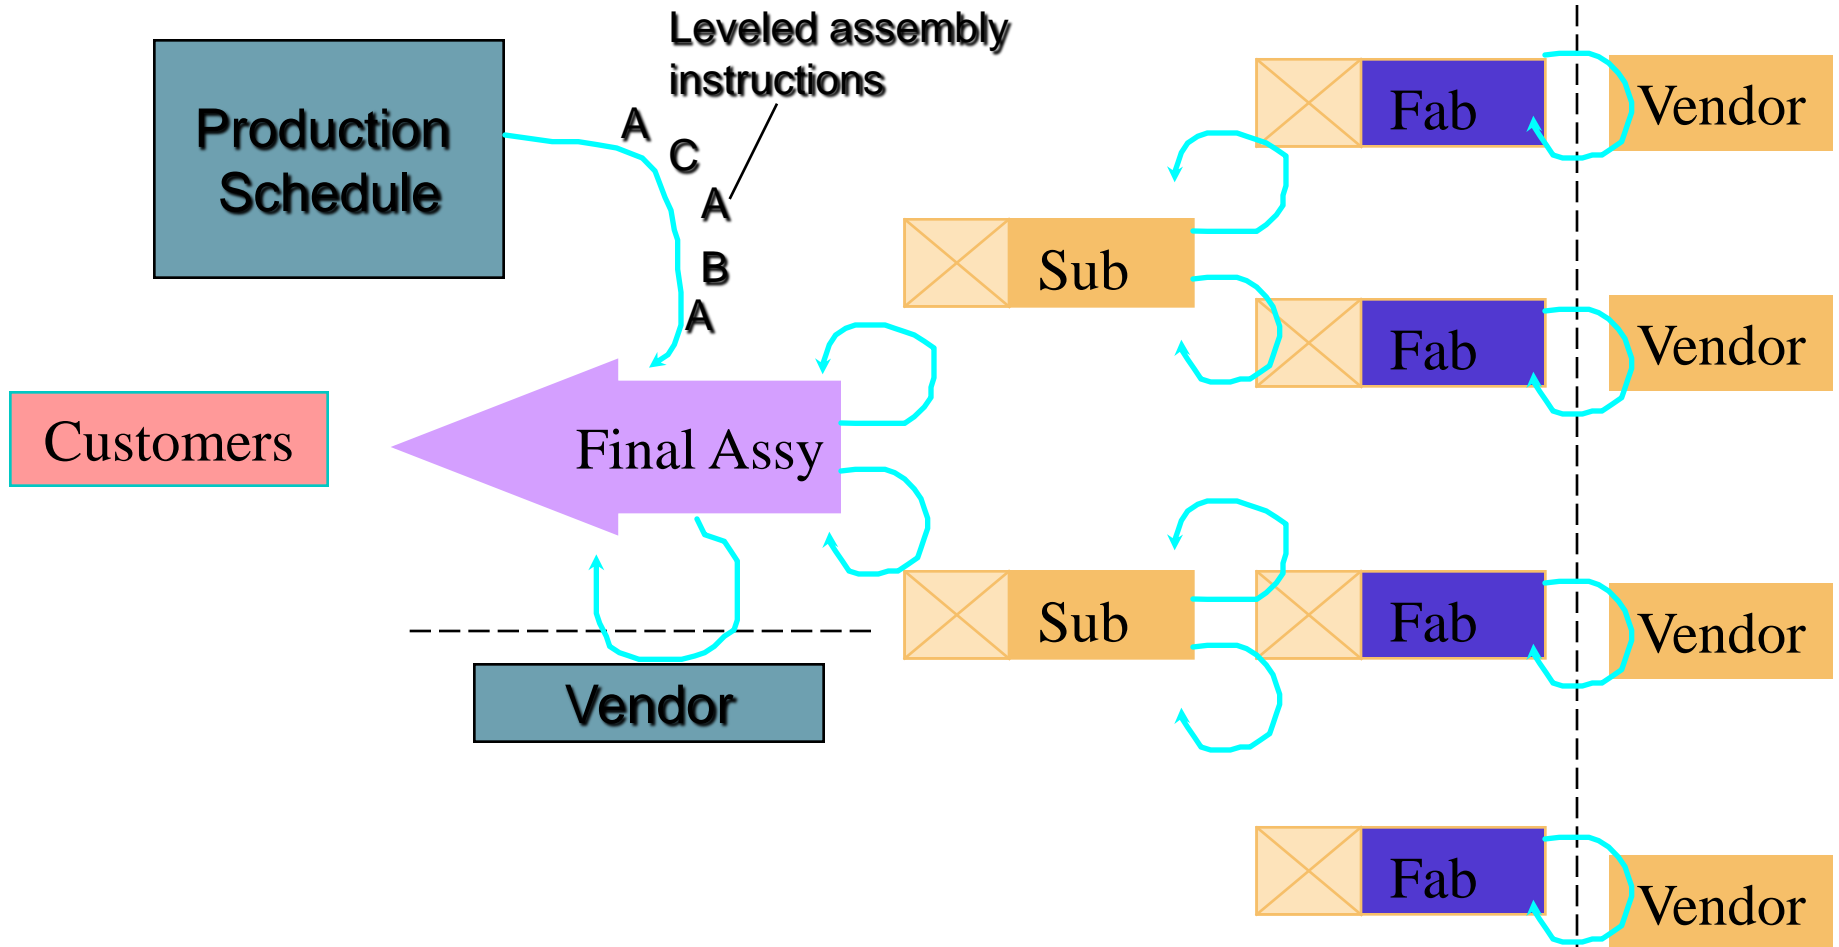 Leveled assembly
instructions
Production
Schedule
A
C
A
B
A
Fab
Vendor
Sub
Fab
Vendor
Customers
Final Assy
Sub
Fab
Vendor
Vendor
Fab
Vendor